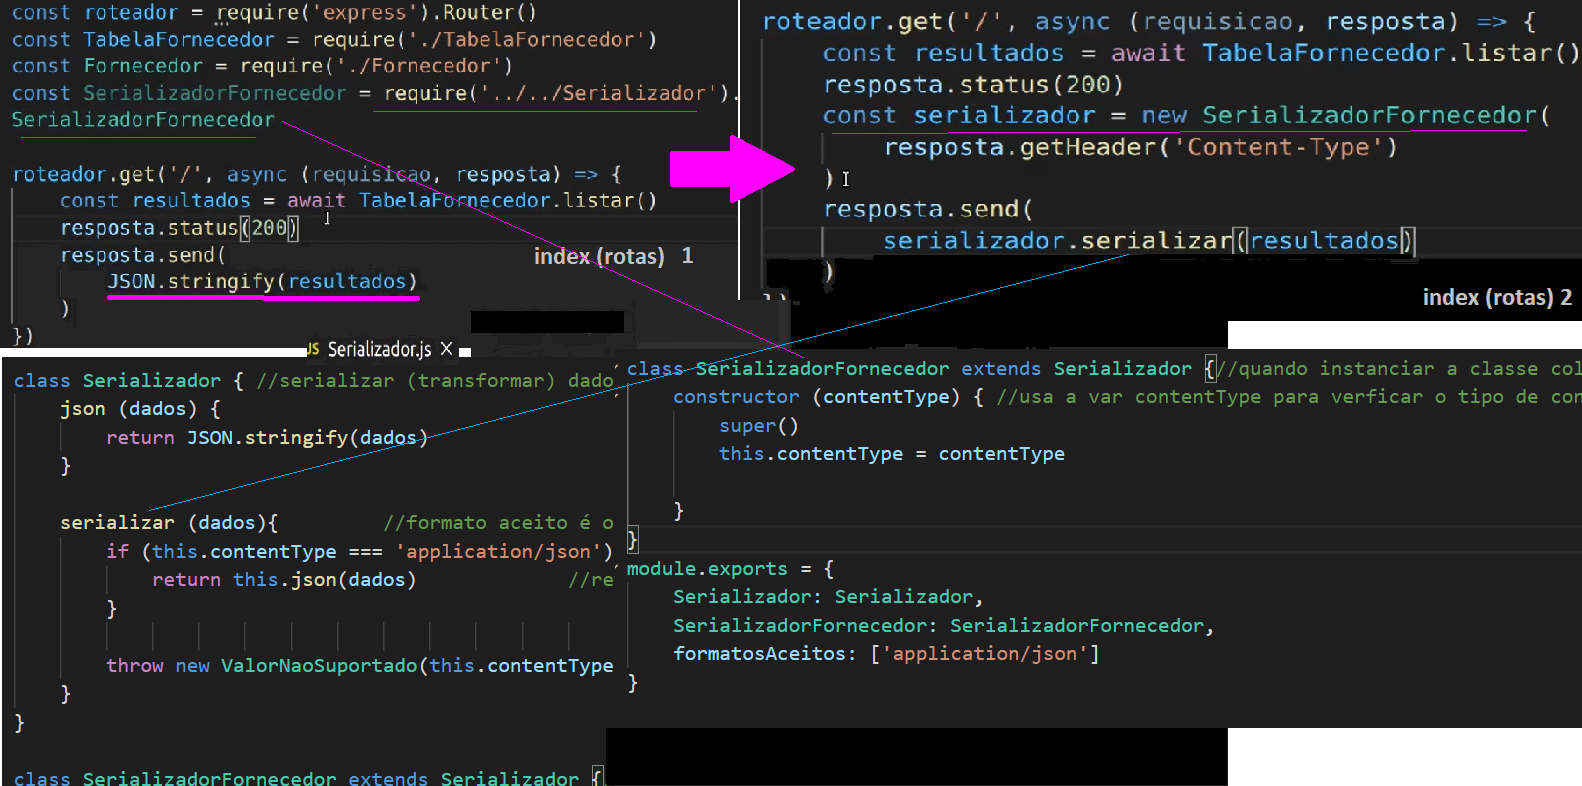 const roteador = require('express').Router()
const TabelaFornecedor = require('./TabelaFornecedor')
const Fornecedor = require('./Fornecedor')
const SerializadorFornecedor = require('../../Serializador').
SerializadorFornecedor
roteador.get('/', async (requisicao, resposta) => {
const resultados = await TabelaFornecedor.listar()
resposta.status(200)
resposta.send(
JSON.stringify(resultados)
)
})
index (rotas) 1
roteador.get('/', async (requisicao, resposta) => {
const resultados = await TabelaFornecedor.listar()
resposta.status(200)
const serializador = new SerializadorFornecedor(
resposta.getHeader('Content-Type')
)
resposta.send(
serializador.serializar(resultados)
)
index (rotas) 2
JS Serializador.js X
class Serializador { //serializar (transformar) dado
json (dados) {
return JSON.stringify(dados)
}
serializar (dados){ //formato aceito é o
if (this.contentType === 'application/json')
return this.json(dados) //re
}
throw new ValorNaoSuportado(this.contentType
}
}
class SerializadorFornecedor extends Serializador {
class SerializadorFornecedor extends Serializador {//quando instanciar a classe col
constructor (contentType) { //usa a var contentType para verficar o tipo de con
super()
this.contentType = contentType
}
}
module.exports = {
Serializador: Serializador,
SerializadorFornecedor: SerializadorFornecedor,
formatosAceitos: ['application/json']
}